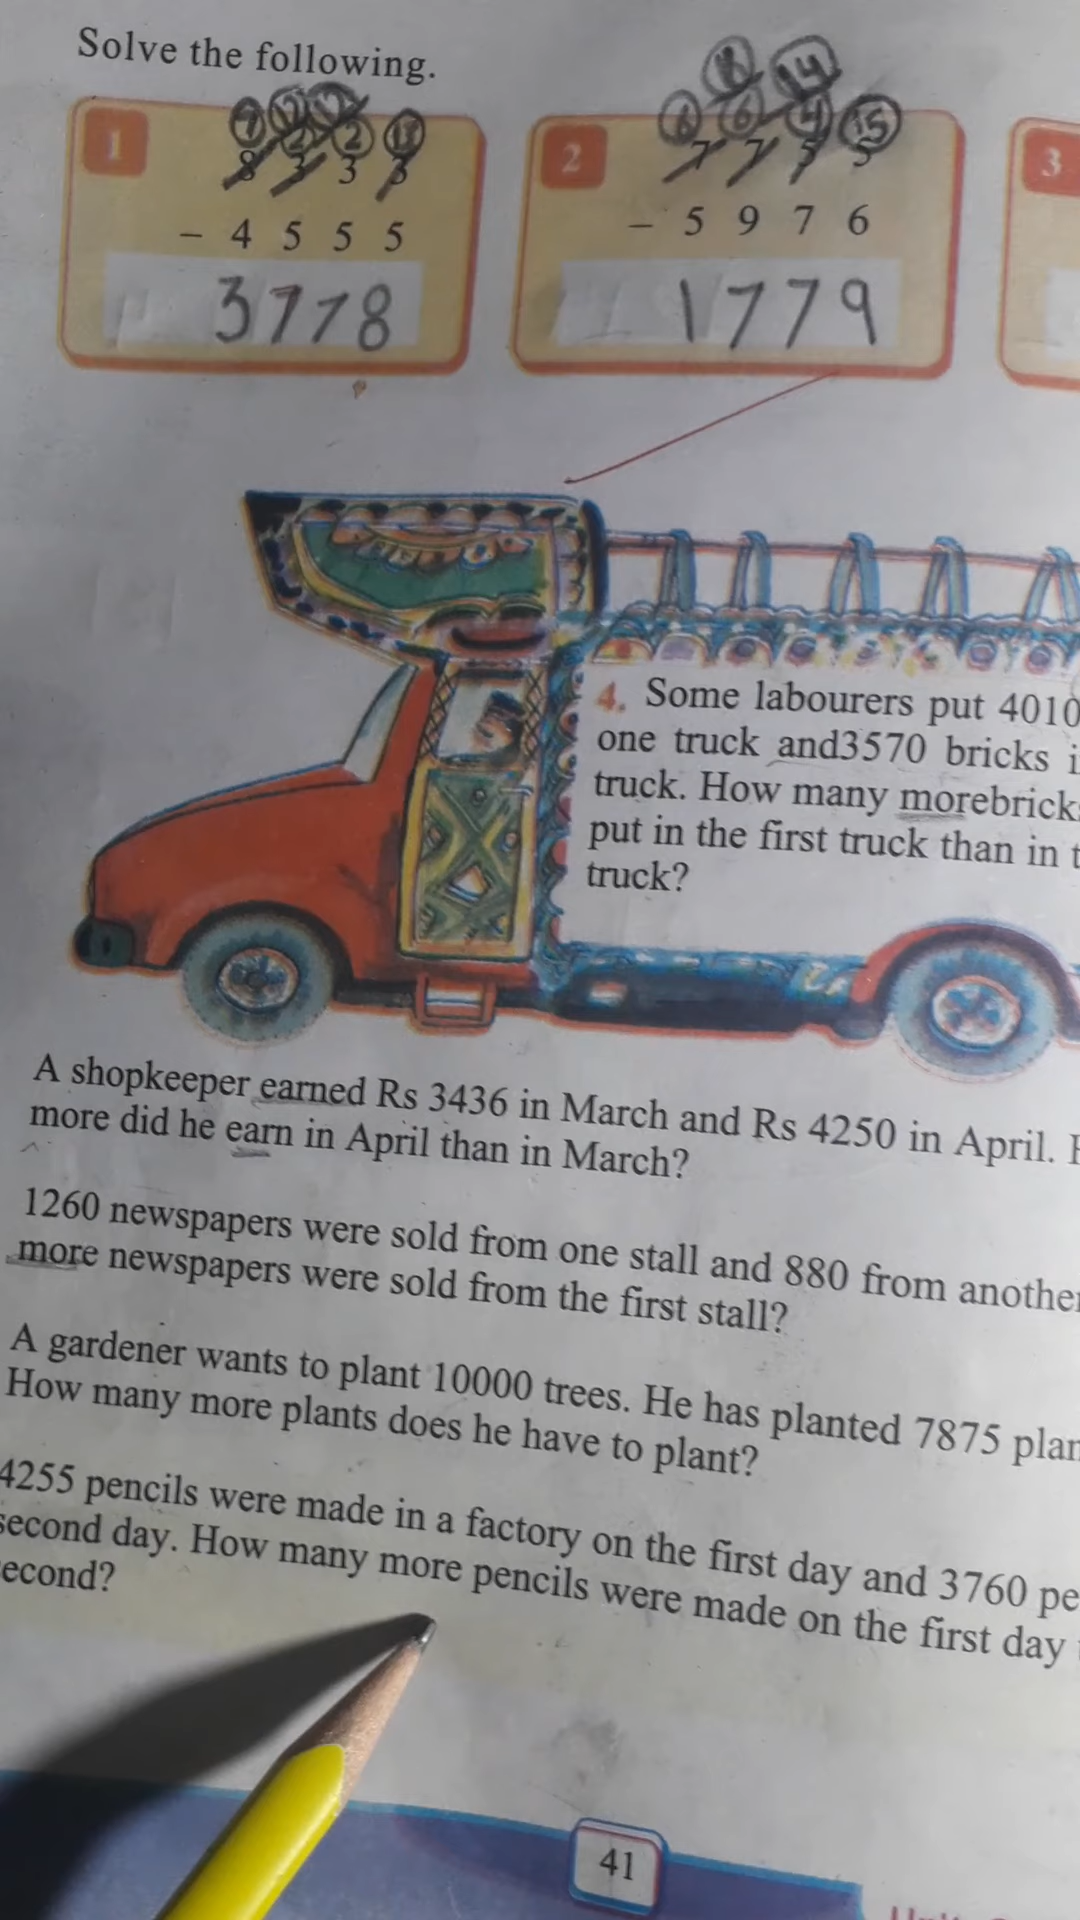 Solve the following.
1
8 3 3 3
- 4 5 5 5
3778
2
7 7 5 5
- 5 9 7 6
1779
3
4. Some labourers put 4010
one truck and3570 bricks
truck. How many morebrick
put in the first truck than in
truck?
A shopkeeper earned Rs 3436 in March and Rs 4250 in April.
more did he earn in April than in March?
1260 newspapers were sold from one stall and 880 from another
more newspapers were sold from the first stall?
A gardener wants to plant 10000 trees. He has planted 7875
How many more plants does he have to plant?
4255 pencils were made in a factory on the first day and 3760 pe
second day. How many more pencils were made on the first day
econd?
41